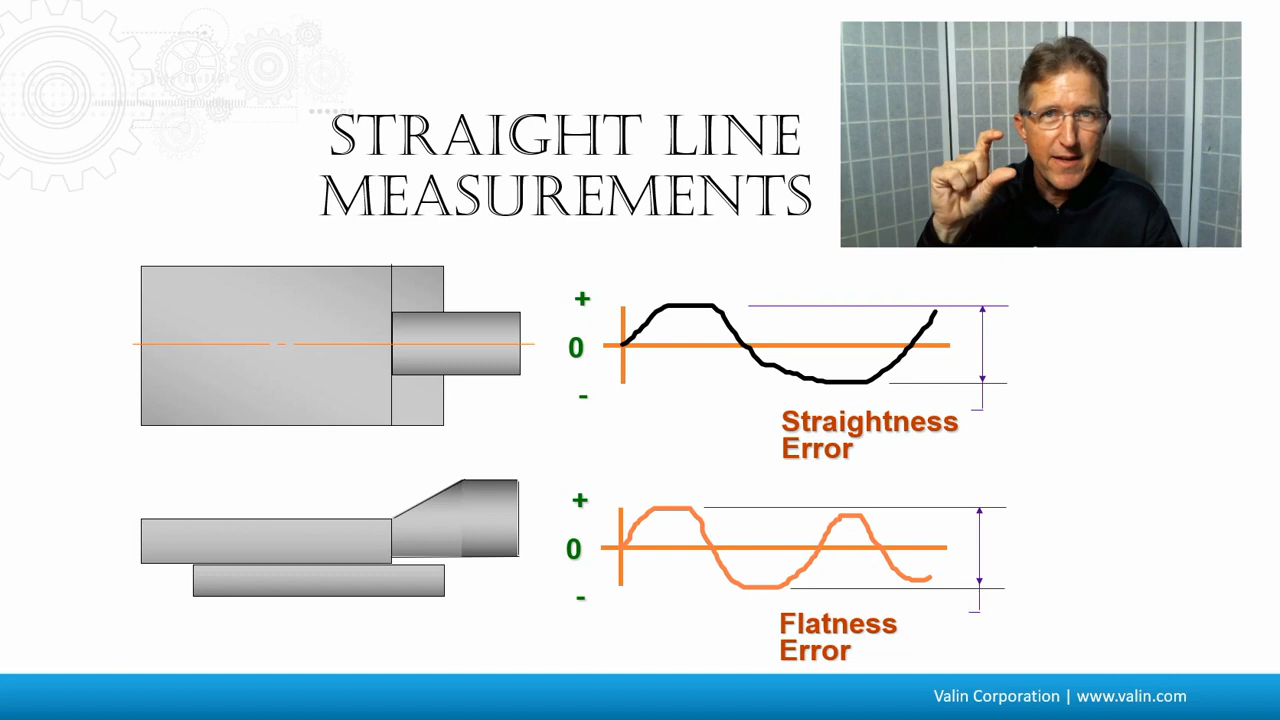 STRAIGHT LINE
MEASUREMENTS
+
0
-
Straightness
Error
+
0
-
Flatness
Error
Valin Corporation | www.valin.com